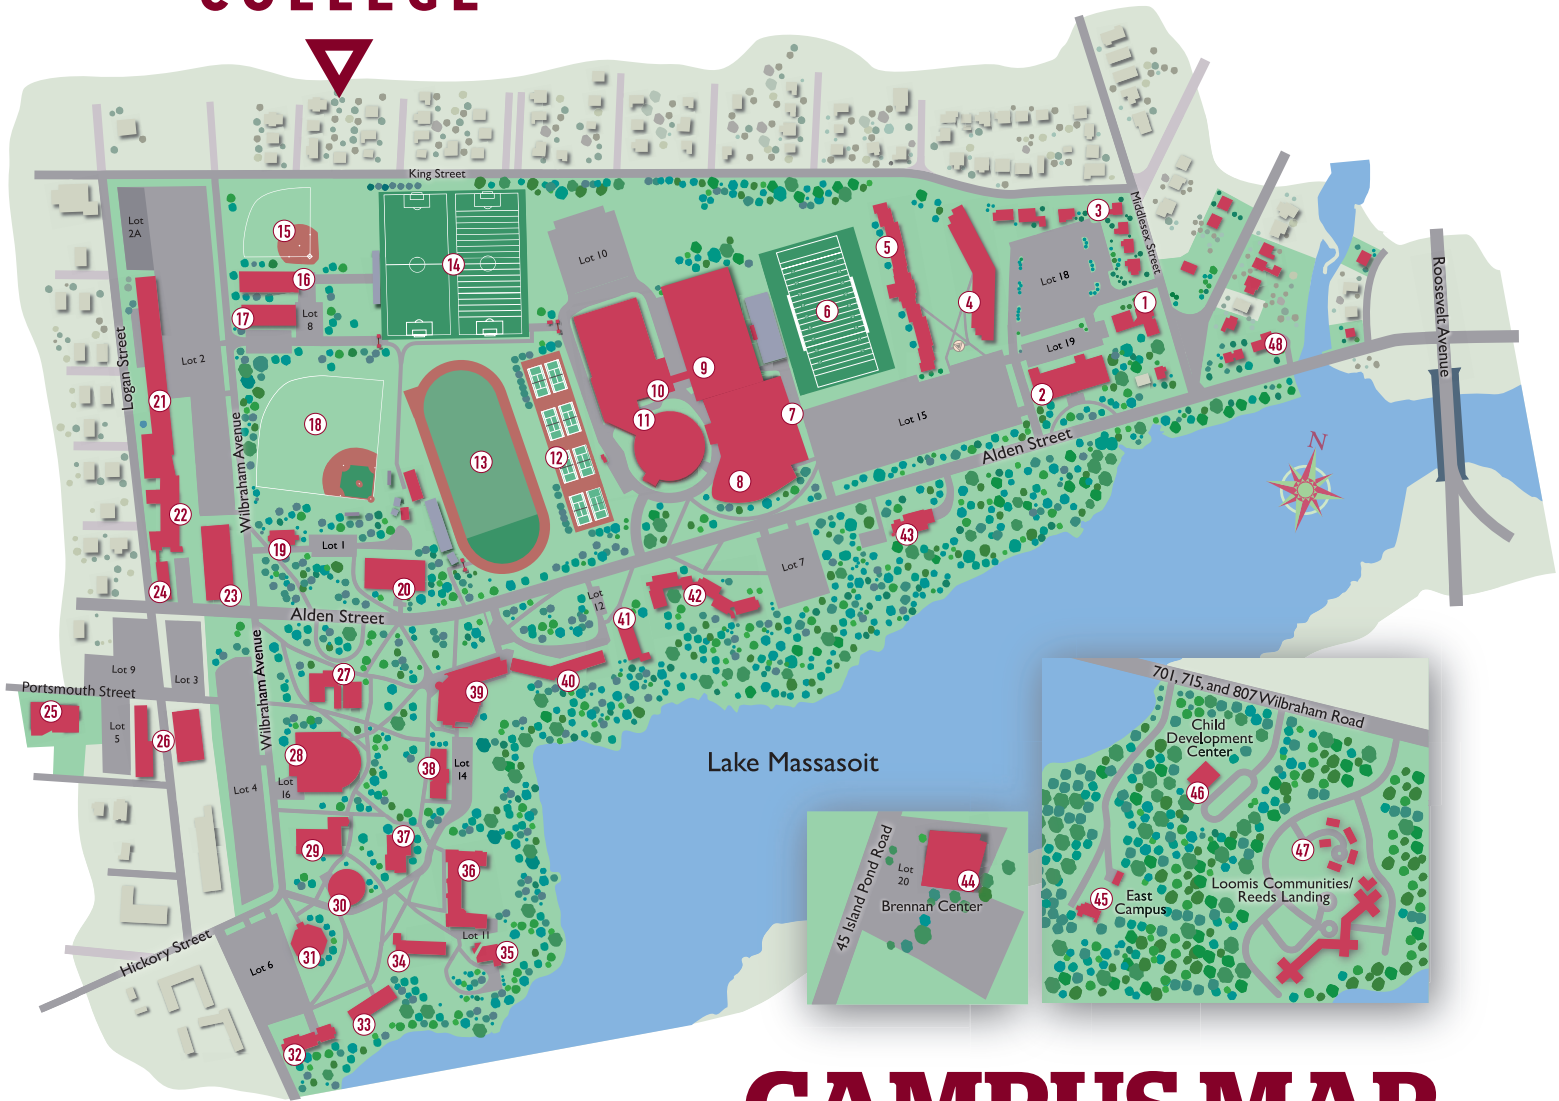 COLLEGE
King Street
Middlesex Street
Roosevelt Avenue
Lot
2A
15
14
Lot 10
5
3
6
4
Lot 18
1
16
17
Lot
8
Lot 19
48
Logan Street
Lot 2
21
9
10
11
7
2
Lot 15
Alden Street
N
18
Wilbraham Avenue
13
12
8
22
19
Lot 1
20
43
Lot 7
24
23
Alden Street
Lot
12
42
41
Lot 9
Lot 3
Portsmouth Street
Wilbraham Avenue
27
39
40
25
Lot
5
26
28
38
Lot
14
Lot
16
Lot 4
Lake Massasoit
29
37
36
30
31
Hickory Street
Lot 6
34
Lot 11
35
33
32
45 Island Pond Road
Lot
20
44
Brennan Center
701, 715, and 807 Wilbraham Road
Child
Development
Center
46
47
Loomis Communities/
Reeds Landing
45
East
Campus
CAMPUS MAP